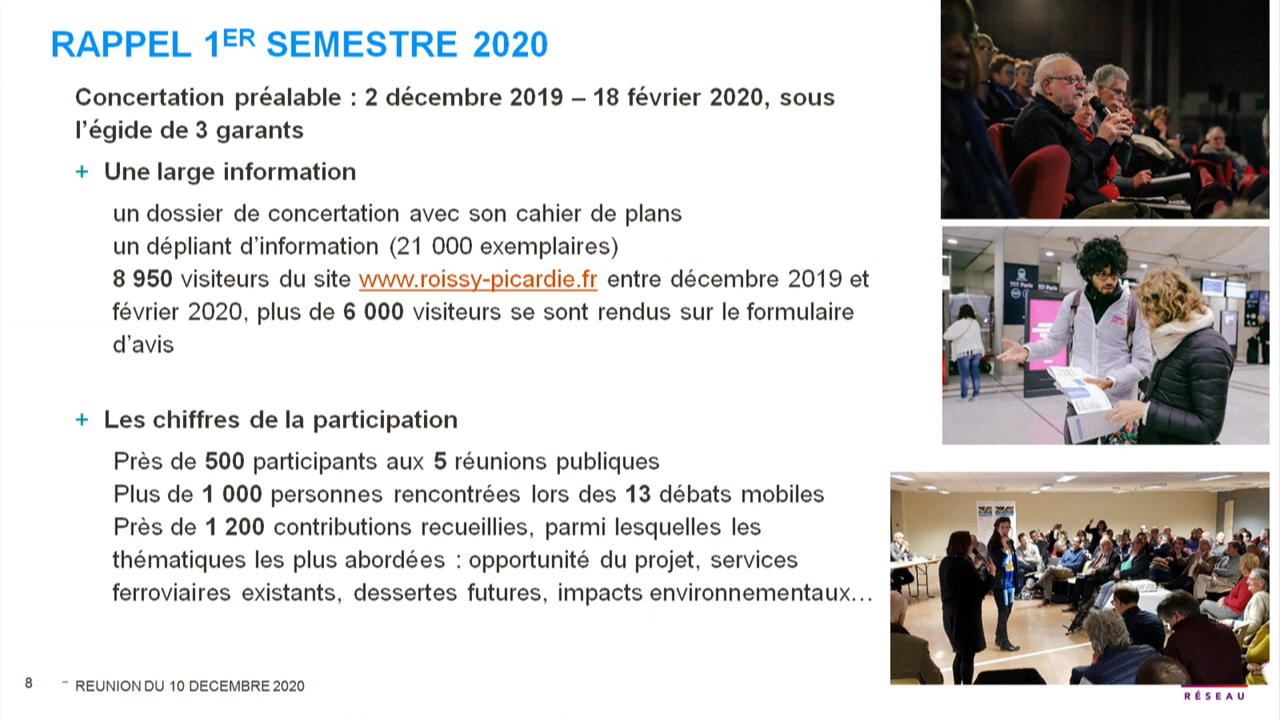 RAPPEL 1ER SEMESTRE 2020
Concertation préalable : 2 décembre 2019 – 18 février 2020, sous
l’égide de 3 garants
+ Une large information
un dossier de concertation avec son cahier de plans
un dépliant d’information (21 000 exemplaires)
8 950 visiteurs du site www.roissy-picardie.fr entre décembre 2019 et
février 2020, plus de 6 000 visiteurs se sont rendus sur le formulaire
d’avis
+ Les chiffres de la participation
Près de 500 participants aux 5 réunions publiques
Plus de 1 000 personnes rencontrées lors des 13 débats mobiles
Près de 1 200 contributions recueillies, parmi lesquelles les
thématiques les plus abordées : opportunité du projet, services
ferroviaires existants, dessertes futures, impacts environnementaux…
8 – REUNION DU 10 DECEMBRE 2020
RÉSEAU